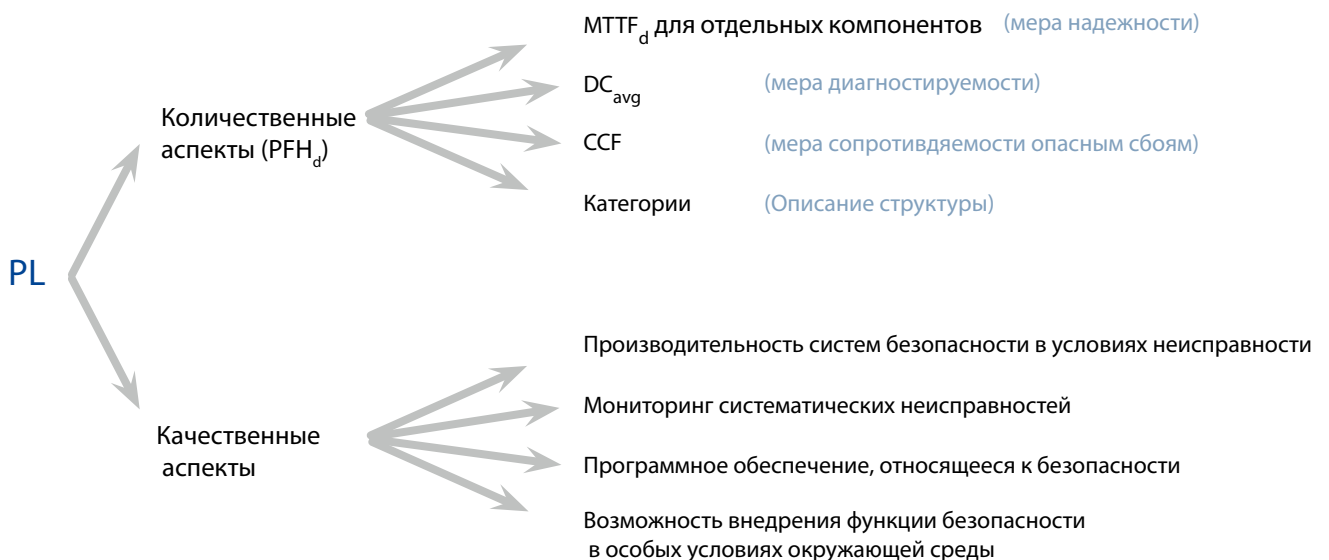 MTTFd для отдельных компонентов (мера надежности)
DCavg (мера диагностируемости)
Количественные
аспекты (PFHd)
CCF (мера сопротивдяемости опасным сбоям)
Категории (Описание структуры)
PL
Производительность систем безопасности в условиях неисправности
Мониторинг систематических неисправностей
Качественные
аспекты
Программное обеспечение, относящееся к безопасности
Возможность внедрения функции безопасности
в особых условиях окружающей среды